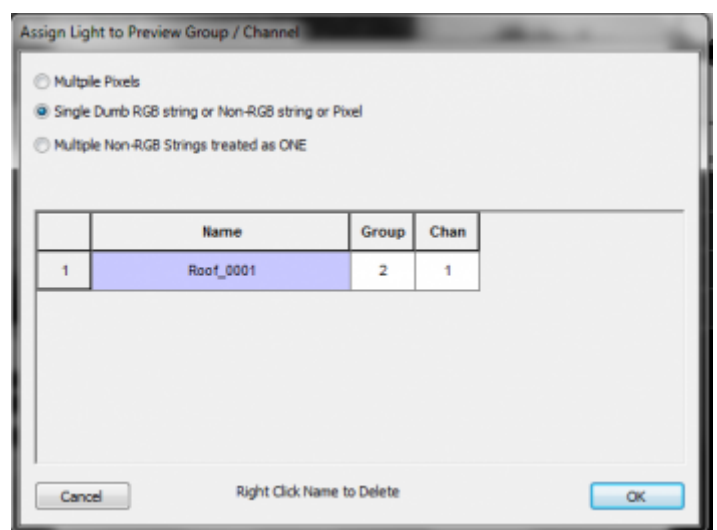 Assign Light to Preview Group / Channel
Multple Pixels
Single Dumb RGB string or Non-RGB string or Pixel
Multiple Non-RGB Strings treated as ONE
Name Group Chan
1 Roof_0001 2 1
Cancel Right Click Name to Delete OK